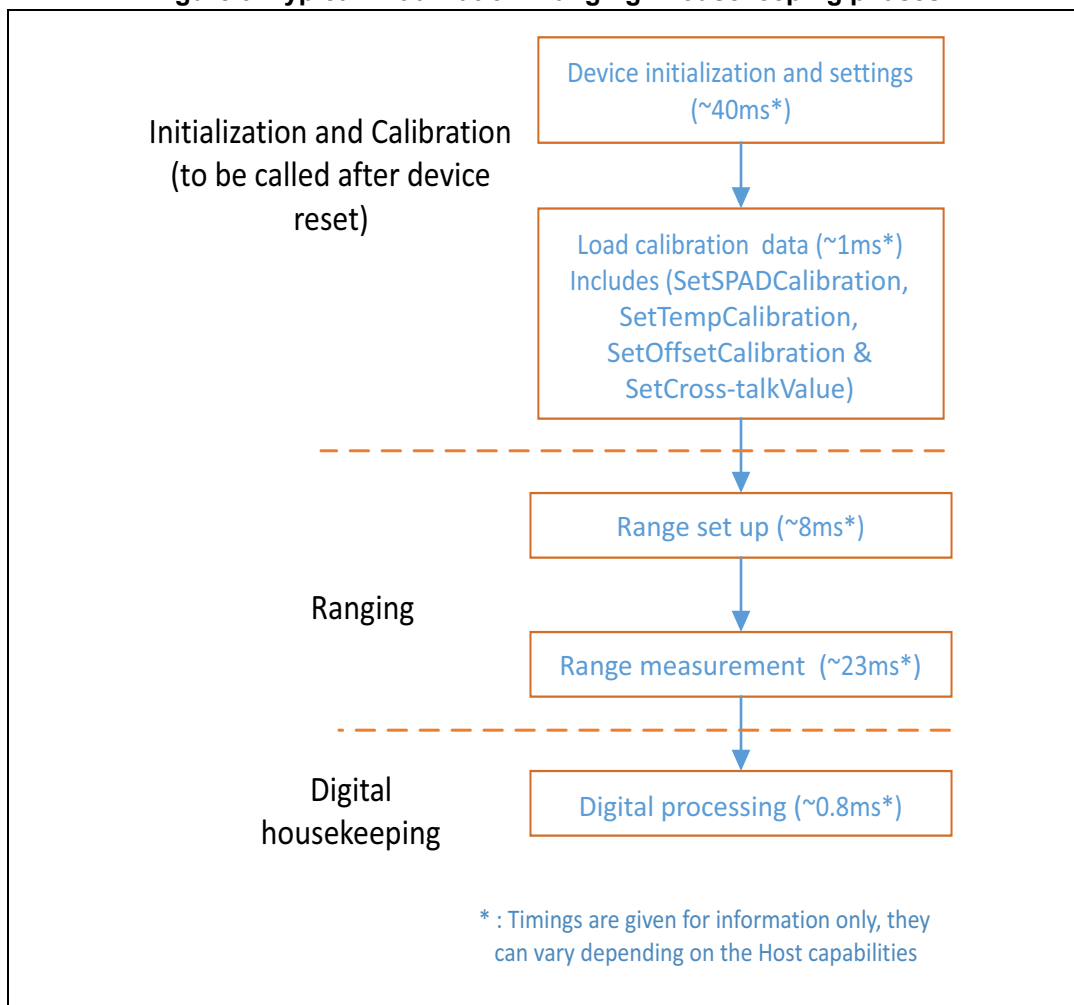 Device initialization and settings
(~40ms*)
Initialization and Calibration
(to be called after device
reset)
Load calibration data (~1ms*)
Includes (SetSPADCalibration,
SetTempCalibration,
SetOffsetCalibration &
SetCross-talkValue)
Range set up (~8ms*)
Ranging
Range measurement (~23ms*)
Digital
housekeeping
Digital processing (~0.8ms*)
* : Timings are given for information only, they
can vary depending on the Host capabilities